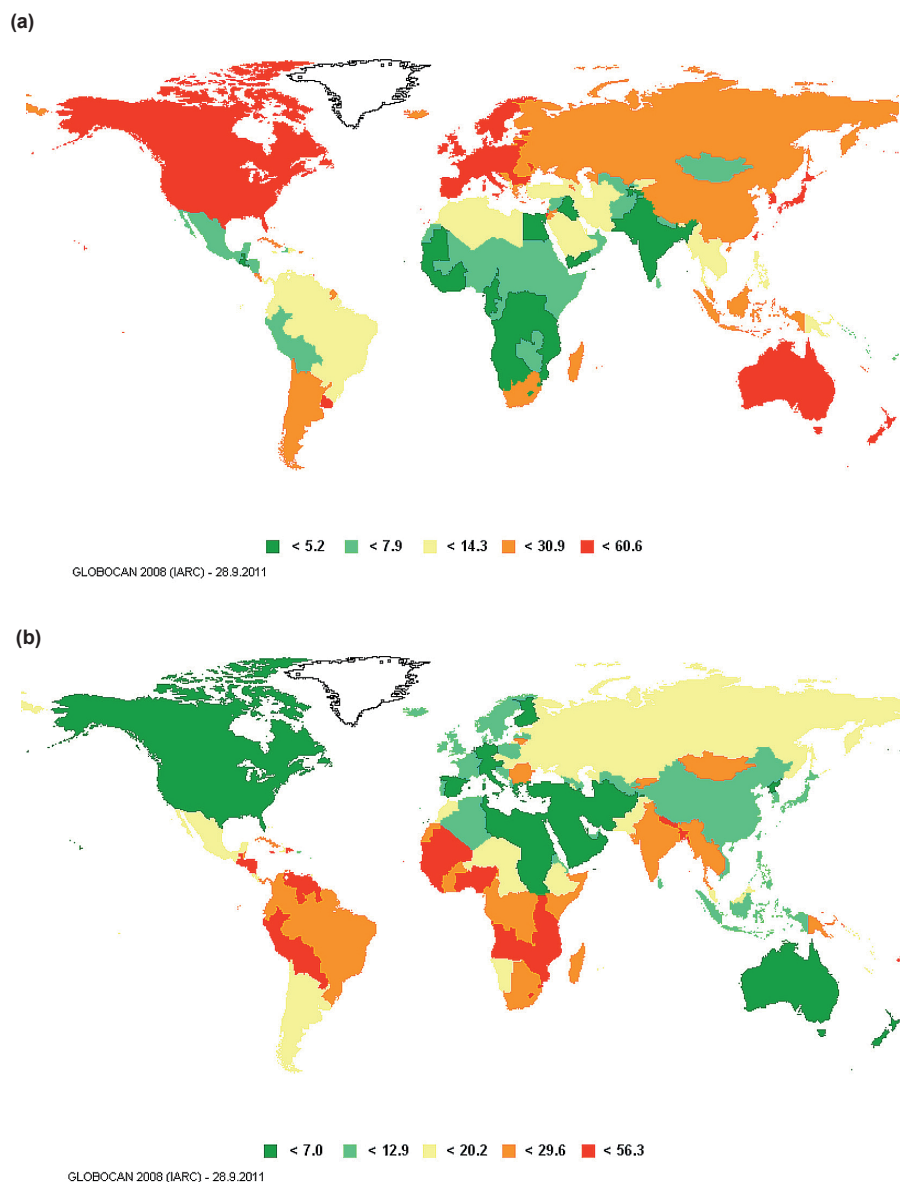 (a)
< 5.2 < 7.9 < 14.3 < 30.9 < 60.6
GLOBOCAN 2008 (IARC) - 28.9.2011
(b)
< 7.0 < 12.9 < 20.2 < 29.6 < 56.3
GLOBOCAN 2008 (IARC) - 28.9.2011